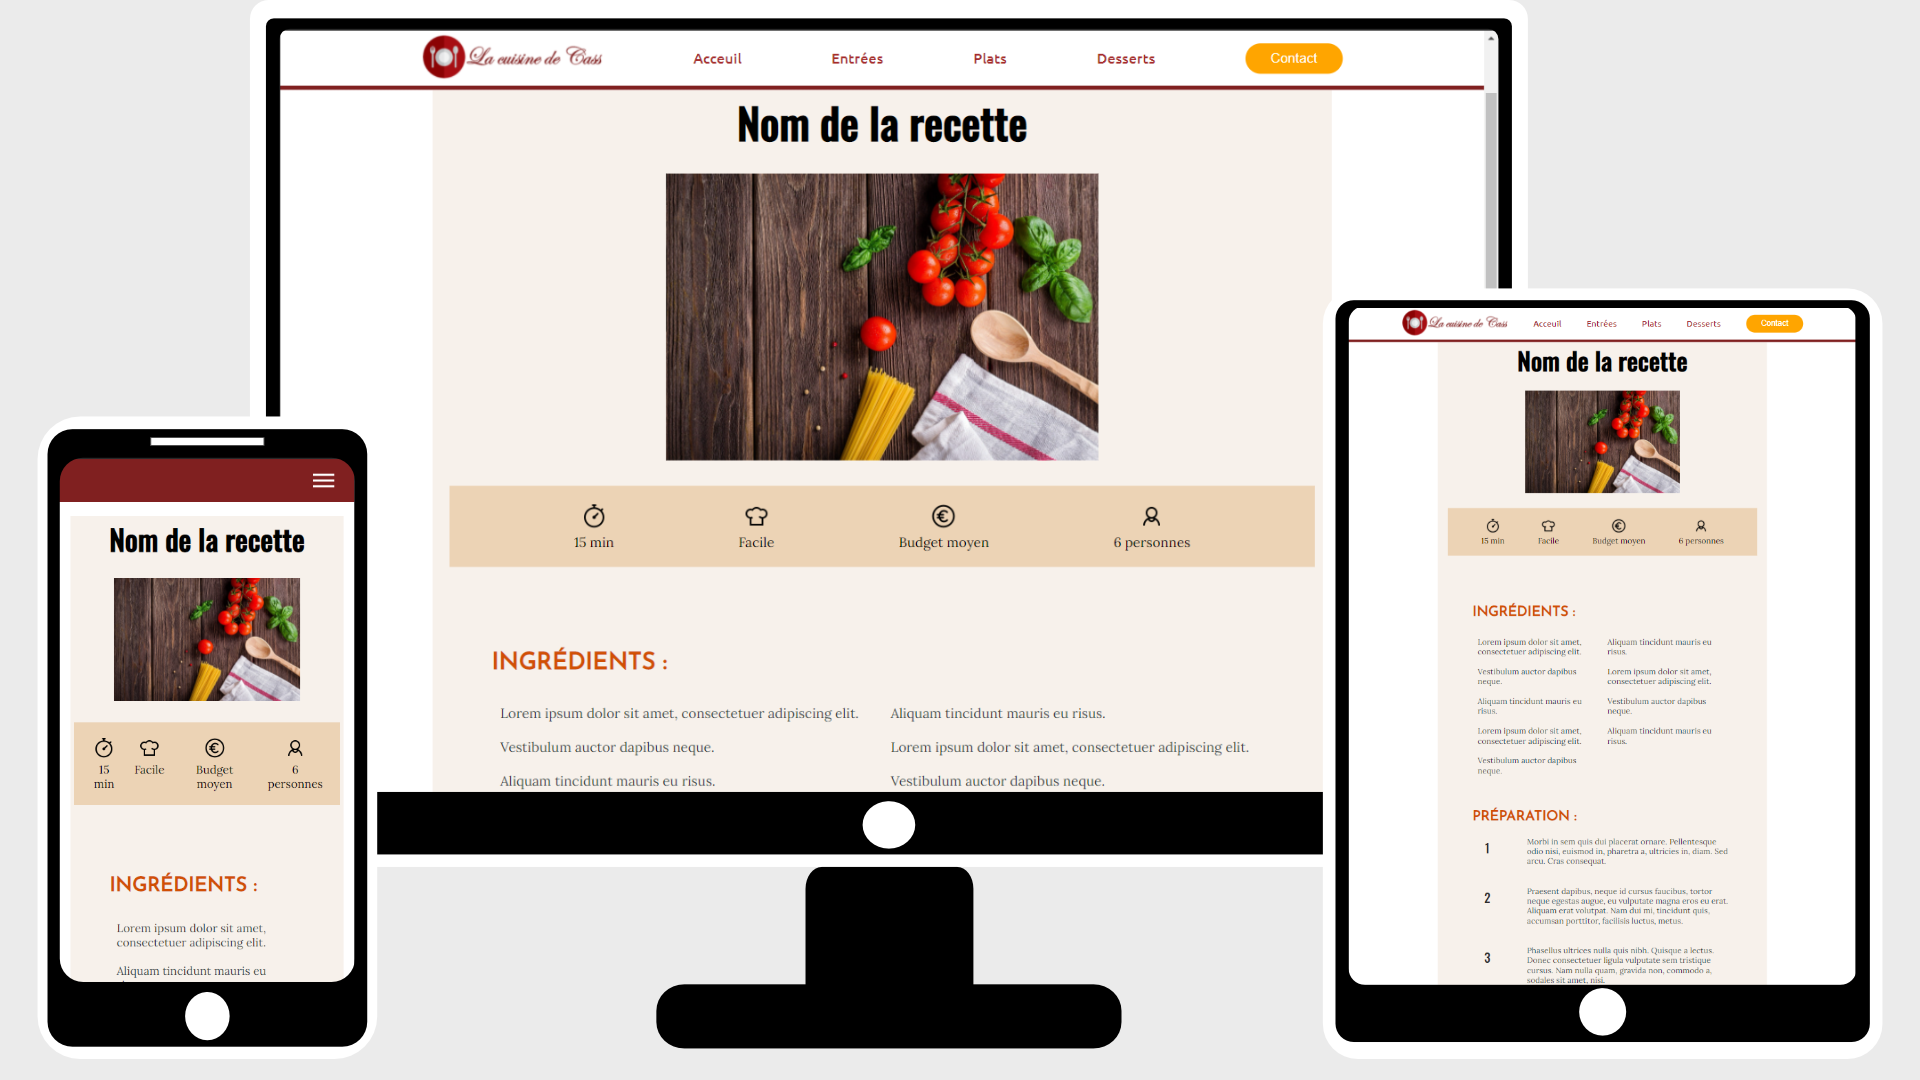 La cuisine de Cass
Acceuil
Entrées
Plats
Desserts
Contact
Nom de la recette
15 min
Facile
Budget moyen
6 personnes
INGRÉDIENTS :
Lorem ipsum dolor sit amet, consectetuer adipiscing elit.
Vestibulum auctor dapibus neque.
Aliquam tincidunt mauris eu risus.
Aliquam tincidunt mauris eu risus.
Lorem ipsum dolor sit amet, consectetuer adipiscing elit.
Vestibulum auctor dapibus neque.
Nom de la recette
15
min
Facile
Budget
moyen
6
personnes
INGRÉDIENTS :
Lorem ipsum dolor sit amet,
consectetuer adipiscing elit.
Aliquam tincidunt mauris eu
La cuisine de Cass
Acceuil
Entrées
Plats
Desserts
Contact
Nom de la recette
15 min
Facile
Budget moyen
6 personnes
INGRÉDIENTS :
Lorem ipsum dolor sit amet,
consectetuer adipiscing elit.
Vestibulum auctor dapibus
neque.
Aliquam tincidunt mauris eu
risus.
Lorem ipsum dolor sit amet,
consectetuer adipiscing elit.
Vestibulum auctor dapibus
neque.
Aliquam tincidunt mauris eu
risus.
Lorem ipsum dolor sit amet,
consectetuer adipiscing elit.
Vestibulum auctor dapibus
neque.
Aliquam tincidunt mauris eu
risus.
PRÉPARATION :
1
Morbi in sem quis dui placerat ornare. Pellentesque
odio nisi, euismod in, pharetra a, ultricies in, diam. Sed
arcu. Cras consequat.
2
Praesent dapibus, neque id cursus faucibus, tortor
neque egestas augue, eu vulputate magna eros eu erat.
Aliquam erat volutpat. Nam dui mi, tincidunt quis,
accumsan porttitor, facilisis luctus, metus.
3
Phasellus ultrices nulla quis nibh. Quisque a lectus.
Donec consectetuer ligula vulputate sem tristique
cursus. Nam nulla quam, gravida non, commodo a,
sodales sit amet, nisi.